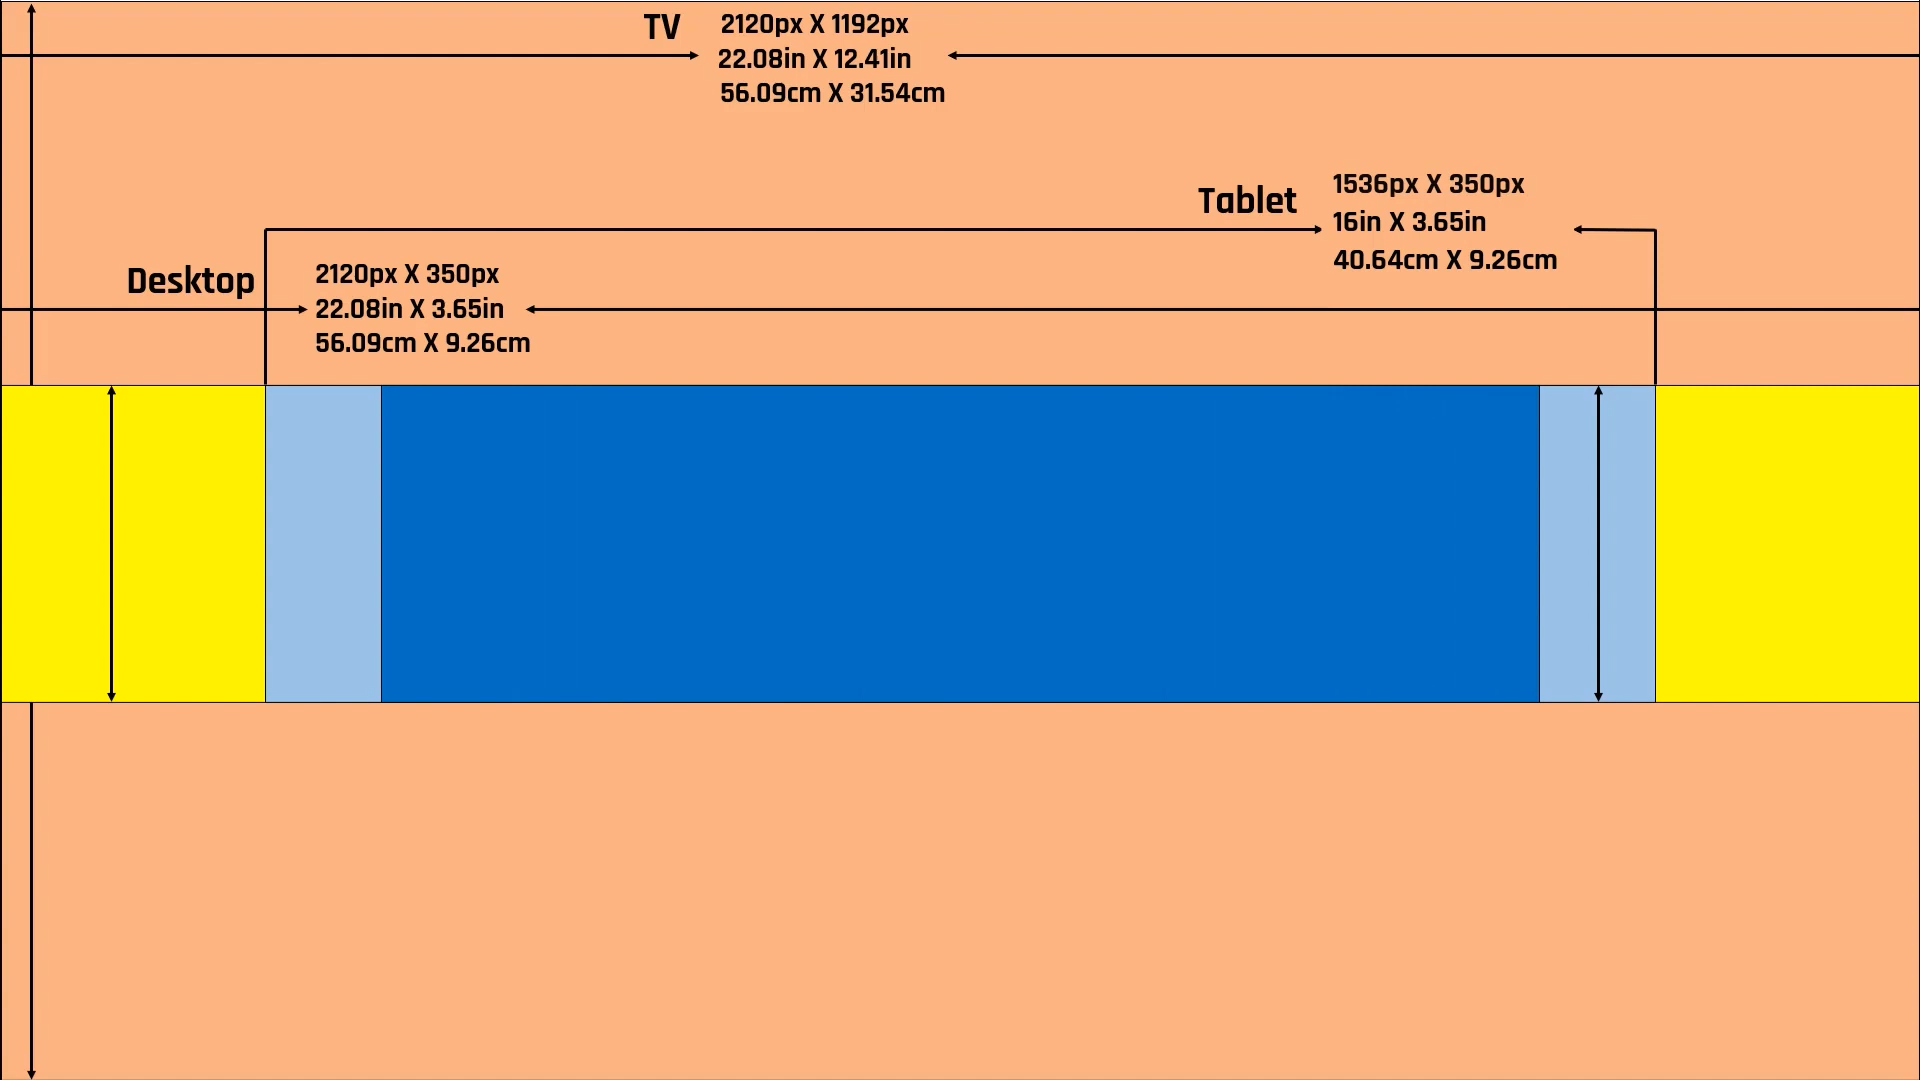 TV
2120px X 1192px
22.08in X 12.41in
56.09cm X 31.54cm
Tablet
1536px X 350px
16in X 3.65in
40.64cm X 9.26cm
Desktop
2120px X 350px
22.08in X 3.65in
56.09cm X 9.26cm